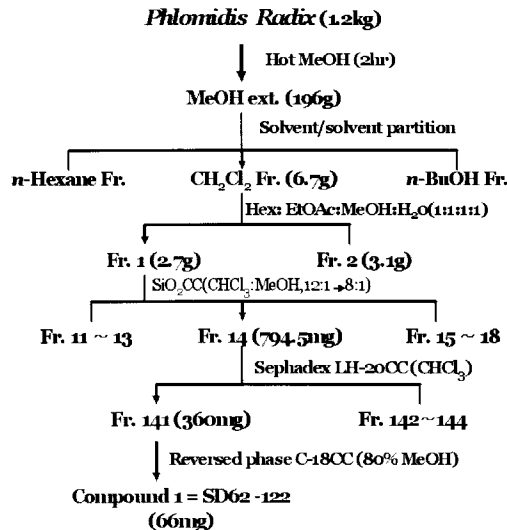 Phlomidis Radix (1.2kg)
Hot MeOH (2hr)
MeOH ext. (196g)
Solvent/solvent partition
n-Hexane Fr. CH₂Cl₂ Fr. (6.7g) n-BuOH Fr.
Hex: EtOAc:MeOH:H₂0(1:1:1:1)
Fr. 1 (2.7g) Fr. 2 (3.1g)
SiO₂CC(CHCl₃:MeOH,12:1→8:1)
Fr. 11 ~ 13 Fr. 14 (794.5mg) Fr. 15 ~ 18
Sephadex LH-20CC (CHCl₃)
Fr. 141 (360mg) Fr. 142~144
Reversed phase C-18CC (80% MeOH)
Compound 1 = SD62 -122
(66mg)